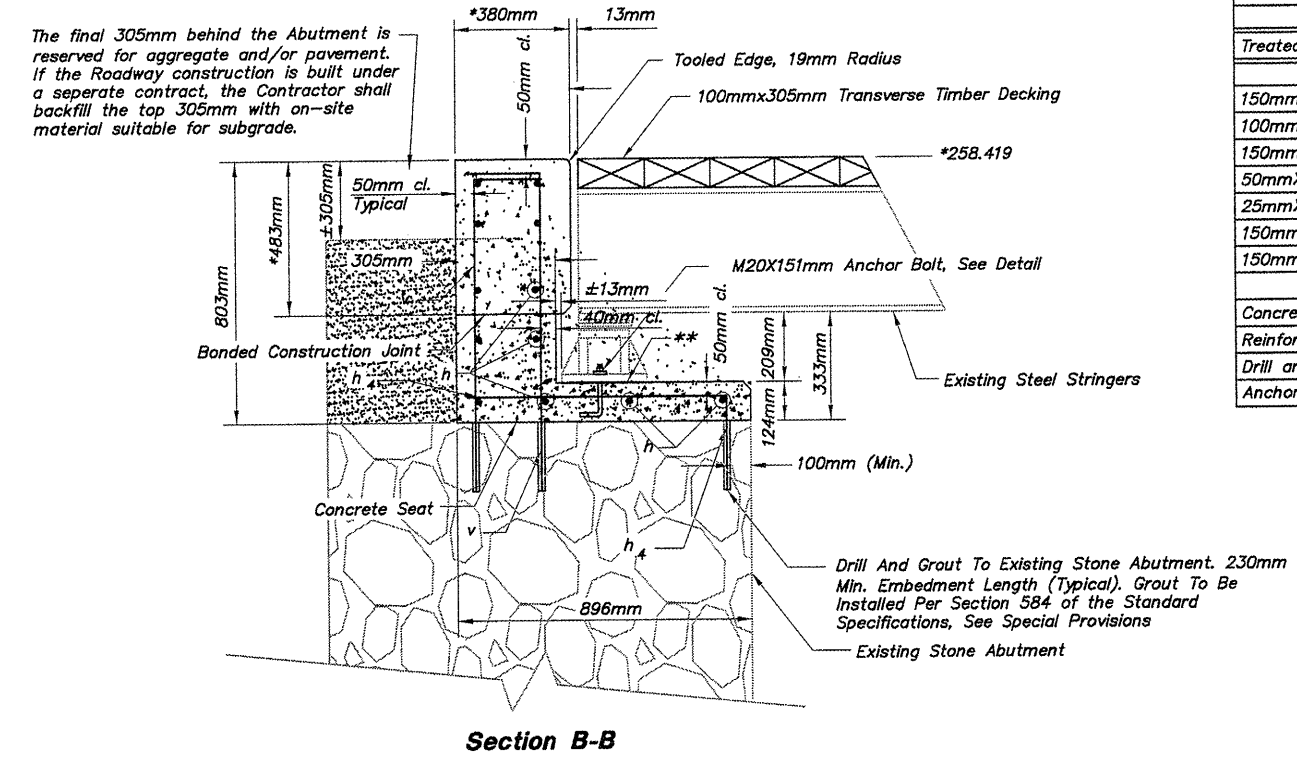 *380mm
13mm
The final 305mm behind the Abutment is
reserved for aggregate and/or pavement.
If the Roadway construction is built under
a seperate contract, the Contractor shall
backfill the top 305mm with on-site
material suitable for subgrade.
50mm cl.
Tooled Edge, 19mm Radius
100mmx305mm Transverse Timber Decking
*258.419
50mm cl.
Typical
±305mm
*483mm
803mm
305mm
M20X151mm Anchor Bolt, See Detail
*
±13mm
40mm cl.
**
50mm cl.
209mm
333mm
124mm
Bonded Construction Joint
h
h4
Existing Steel Stringers
h
100mm (Min.)
Concrete Seat
v
h4
Drill And Grout To Existing Stone Abutment. 230mm
Min. Embedment Length (Typical). Grout To Be
Installed Per Section 584 of the Standard
Specifications, See Special Provisions
896mm
Existing Stone Abutment
Section B-B
Treated
150mm
100mm
150mm
50mmX
25mmX
150mm
150mm
Concre
Reinfor
Drill an
Anchor